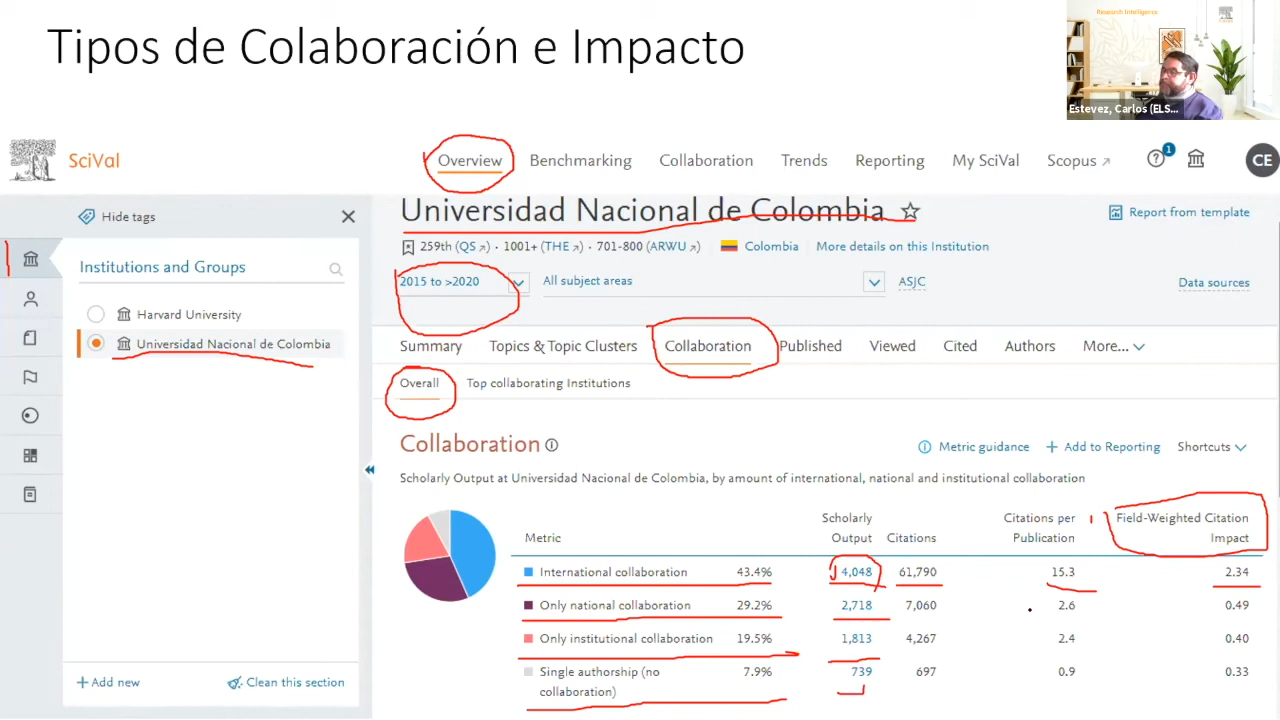 Tipos de Colaboración e Impacto
Research Intelligence
Estevez, Carlos (ELS...
SciVal
Overview Benchmarking Collaboration Trends Reporting My SciVal Scopus ↗ 1 CE
Hide tags
Institutions and Groups
Harvard University
Universidad Nacional de Colombia
+ Add new Clean this section
Universidad Nacional de Colombia
Report from template
259th (QS ↗) · 1001+ (THE ↗) · 701-800 (ARWU ↗) Colombia More details on this Institution
2015 to >2020 All subject areas ASJC Data sources
Summary Topics & Topic Clusters Collaboration Published Viewed Cited Authors More...
Overall Top collaborating Institutions
Collaboration
Metric guidance + Add to Reporting Shortcuts
Scholarly Output at Universidad Nacional de Colombia, by amount of international, national and institutional collaboration
Metric Scholarly Output Citations Citations per Publication Field-Weighted Citation Impact
International collaboration 43.4% 4,048 61,790 15.3 2.34
Only national collaboration 29.2% 2,718 7,060 2.6 0.49
Only institutional collaboration 19.5% 1,813 4,267 2.4 0.40
Single authorship (no collaboration) 7.9% 739 697 0.9 0.33